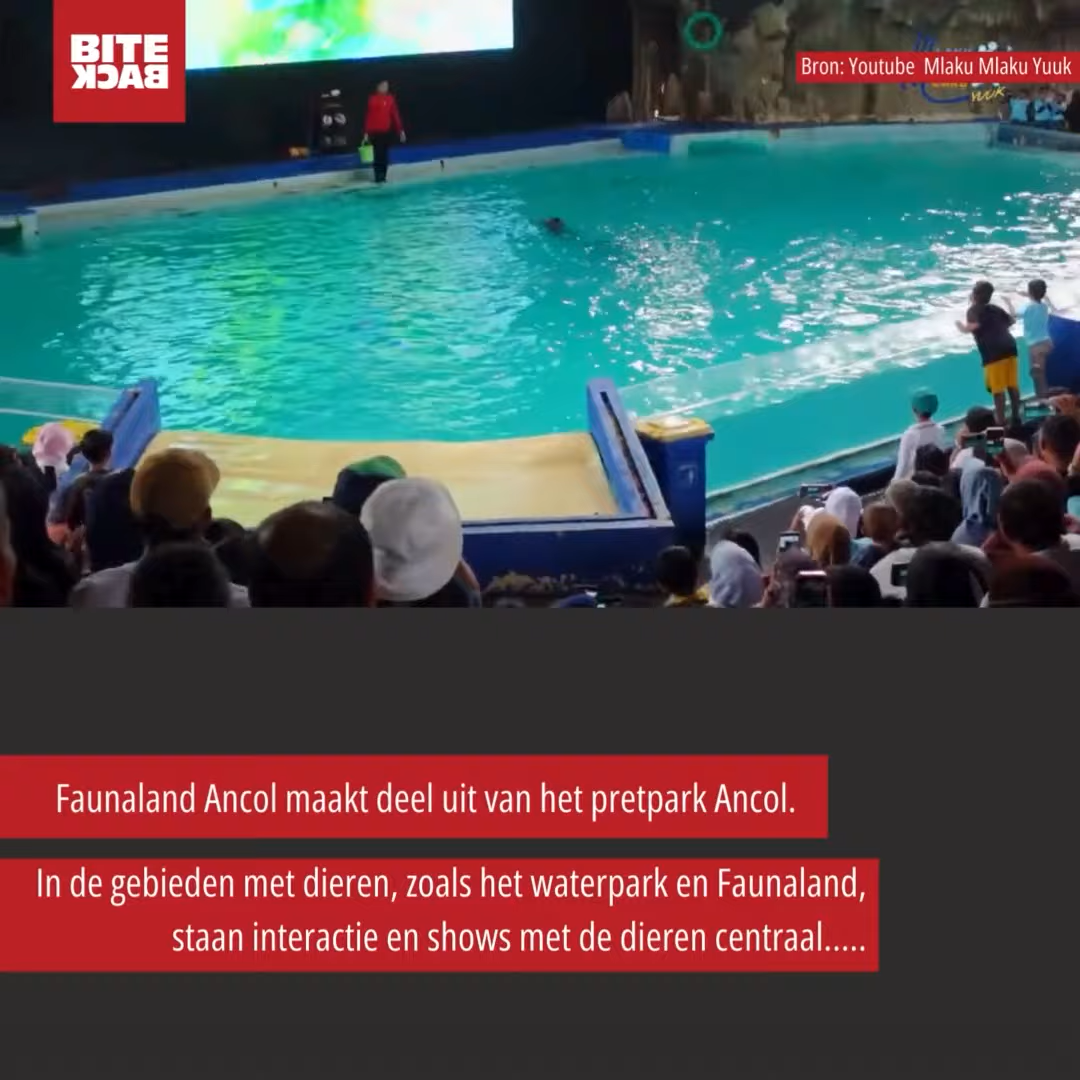 BITE
BACK
Bron: Youtube Mlaku Mlaku Yuuk
YUUK
Faunaland Ancol maakt deel uit van het pretpark Ancol.
In de gebieden met dieren, zoals het waterpark en Faunaland,
staan interactie en shows met de dieren centraal.....